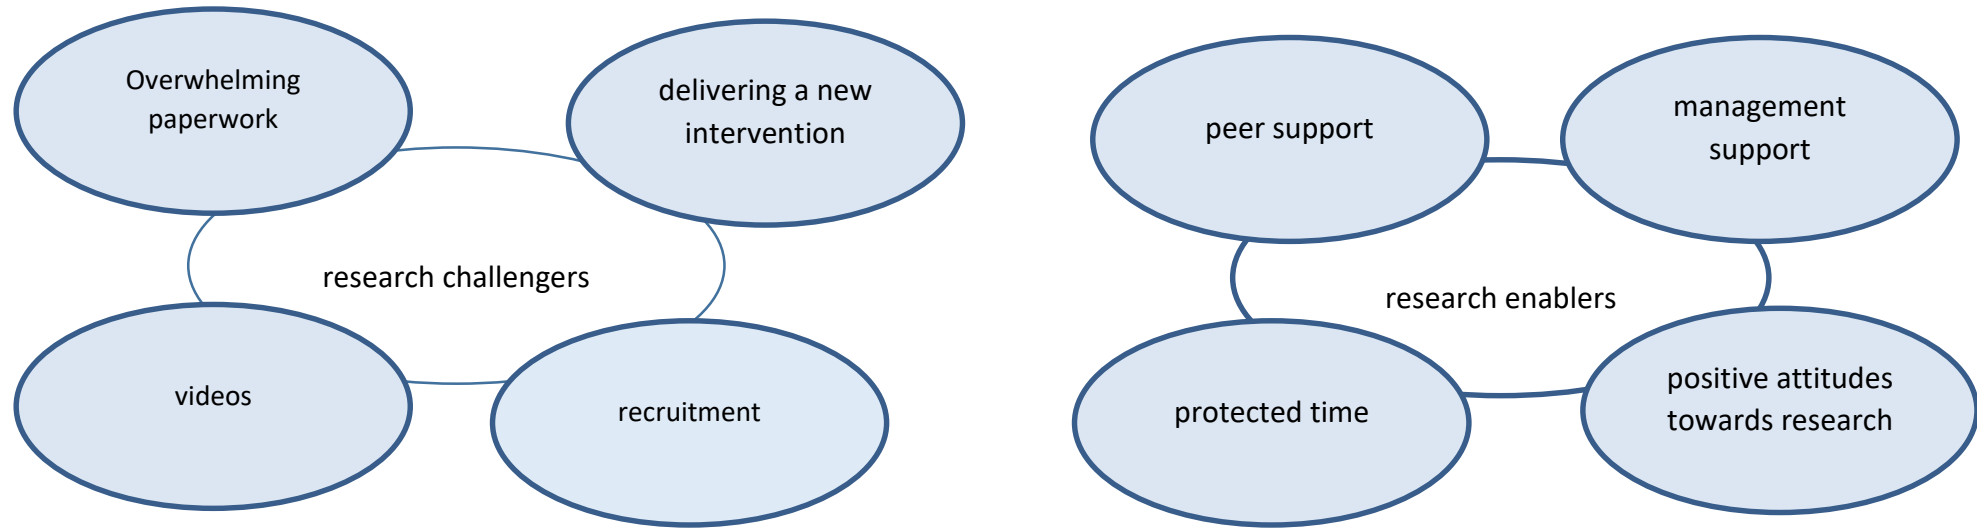 Overwhelming
paperwork
delivering a new
intervention
research challengers
videos
recruitment
peer support
management
support
research enablers
protected time
positive attitudes
towards research